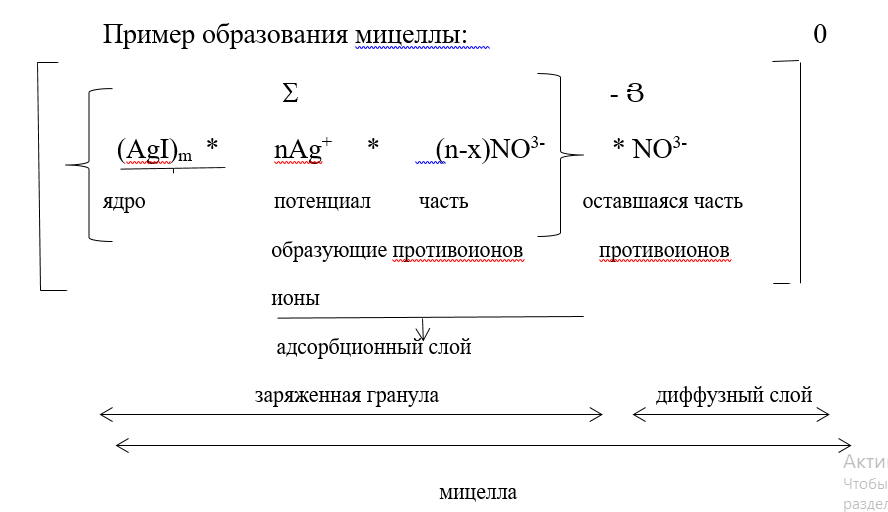 Пример образования мицеллы: 0
Σ - Ⴢ
(AgI)m * nAg+ * (n-x)NO3- * NO3-
ядро потенциал часть оставшаяся часть
образующие противоионов противоионов
ионы
адсорбционный слой
заряженная гранула диффузный слой
мицелла
Чтобы